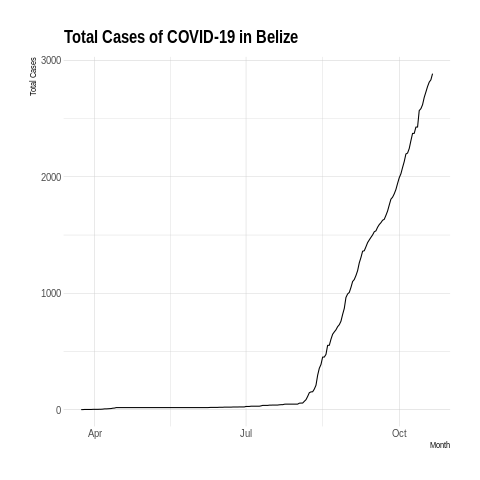 Total Cases of COVID-19 in Belize
Total Cases
3000
2000
1000
0
Apr
Jul
Oct
Month